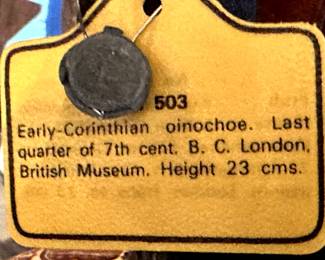 503
Early-Corinthian oinochoe. Last
quarter of 7th cent. B. C. London,
British Museum. Height 23 cms.